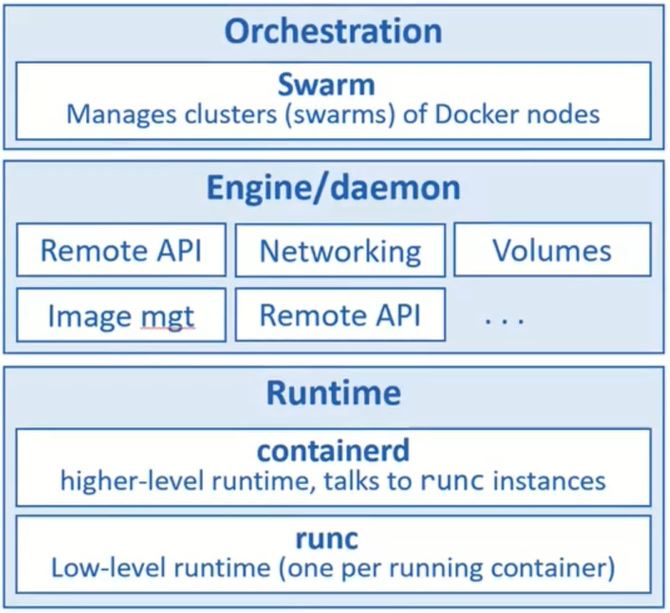 Orchestration
Swarm
Manages clusters (swarms) of Docker nodes
Engine/daemon
Remote API
Networking
Volumes
Image mgt
Remote API
...
Runtime
containerd
higher-level runtime, talks to runc instances
runc
Low-level runtime (one per running container)